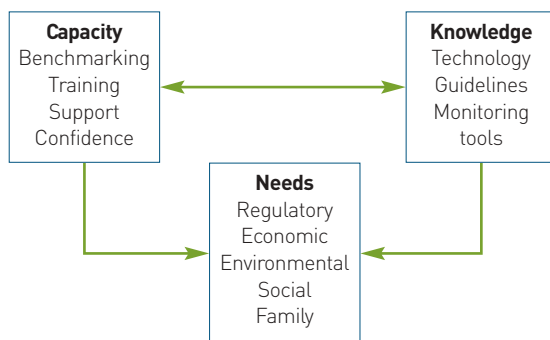 Capacity
Benchmarking
Training
Support
Confidence
Knowledge
Technology
Guidelines
Monitoring
tools
Needs
Regulatory
Economic
Environmental
Social
Family